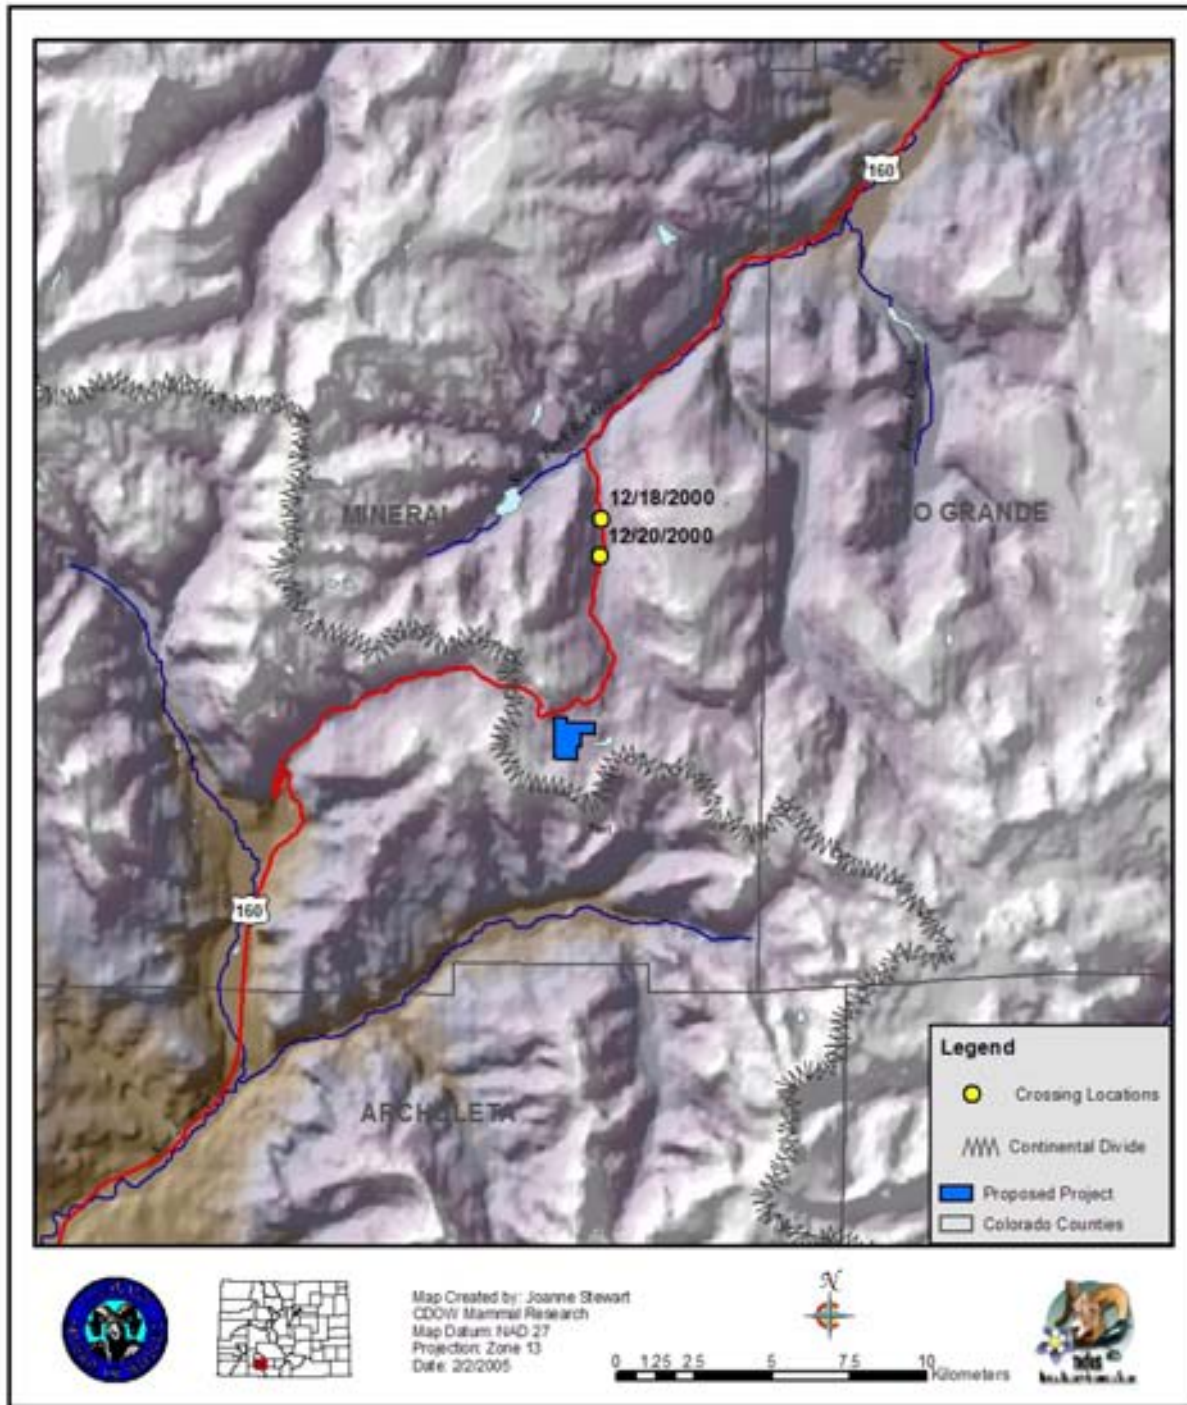 160
12/18/2000
MINERAL
RIO GRANDE
12/20/2000
160
ARCHULETA
Legend
Crossing Locations
Continental Divide
Proposed Project
Colorado Counties
Map Created by: Joanne Stewart
CDOW Mammal Research
Map Datum: NAD 27
Projection: Zone 13
Date: 2/2/2005
N
0 1.25 2.5 5 7.5 10
Kilometers